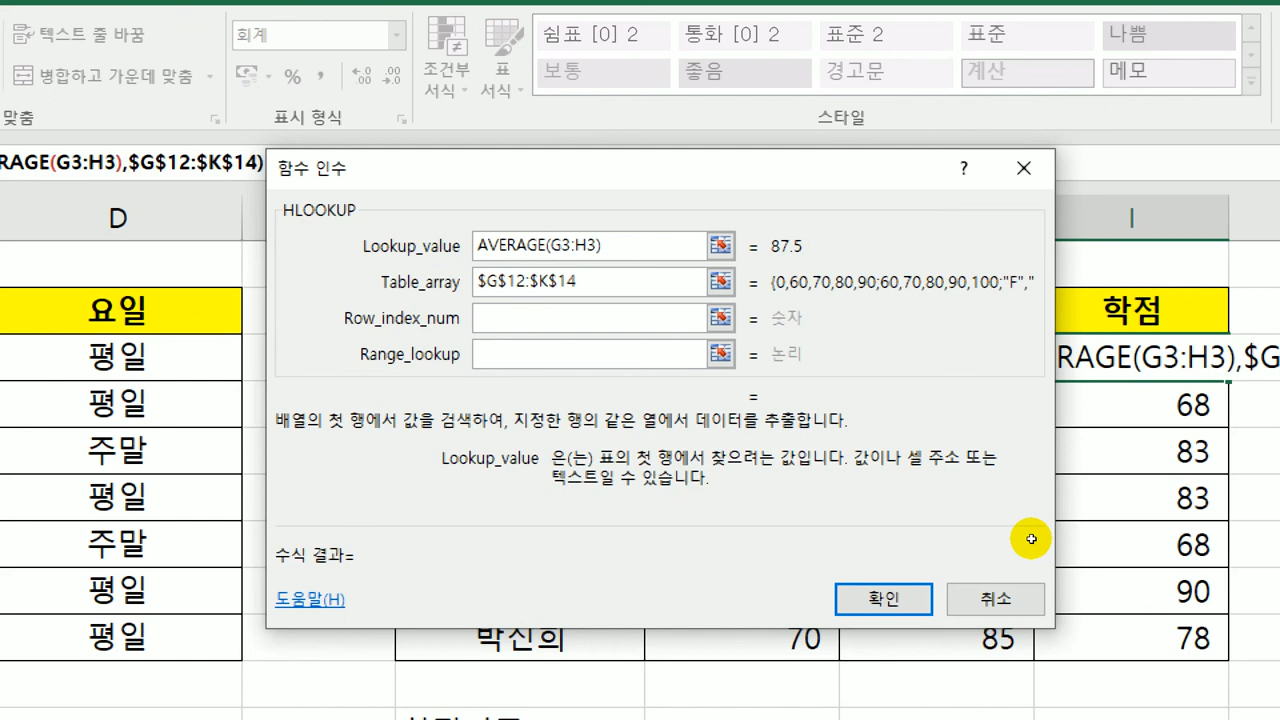 텍스트 줄 바꿈
회계
쉼표 [0] 2
통화 [0] 2
표준 2
표준
나쁨
병합하고 가운데 맞춤
% ,
조건부
서식
표
서식
보통
좋음
경고문
계산
메모
맞춤
표시 형식
스타일
RAGE(G3:H3),$G$12:$K$14)
함수 인수
?
HLOOKUP
Lookup_value AVERAGE(G3:H3) = 87.5
Table_array $G$12:$K$14 = {0,60,70,80,90;60,70,80,90,100;"F","
Row_index_num = 숫자
Range_lookup = 논리
=
배열의 첫 행에서 값을 검색하여, 지정한 행의 같은 열에서 데이터를 추출합니다.
Lookup_value 은(는) 표의 첫 행에서 찾으려는 값입니다. 값이나 셀 주소 또는
텍스트일 수 있습니다.
수식 결과=
도움말(H)
확인
취소
D
I
요일
학점
평일
RAGE(G3:H3),$G
평일
68
주말
83
평일
83
주말
68
평일
90
평일
박신희 70 85 78